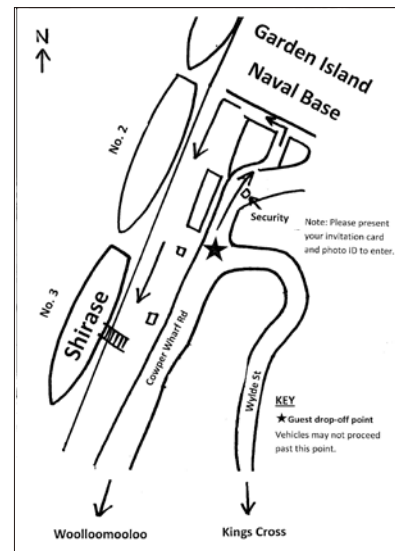 N
Garden Island
Naval Base
No. 2
Security
Note: Please present
your invitation card
and photo ID to enter.
No. 3
Shirase
Cowper Wharf Rd
Wylde St
KEY
★ Guest drop-off point
Vehicles may not proceed
past this point.
Woolloomooloo
Kings Cross